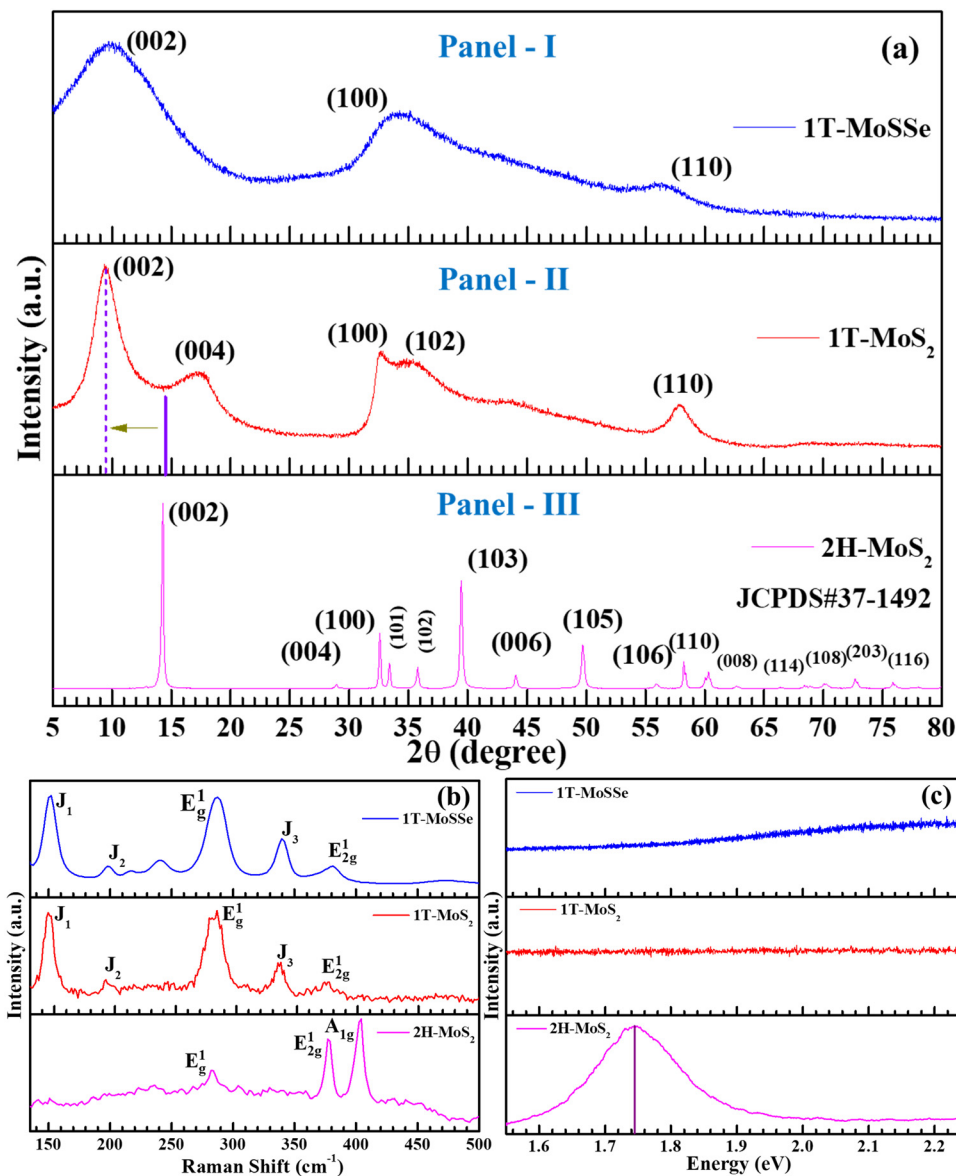 Panel - I
(a)
(002)
(100)
(110)
1T-MoSSe
Panel - II
(002)
(004)
(100)
(102)
(110)
1T-MoS₂
Intensity (a.u.)
Panel - III
(002)
(004)
(100)
(101)
(102)
(103)
(006)
(105)
(106)
(110)
(008)
(114)
(108)
(203)
(116)
2H-MoS₂
JCPDS#37-1492
5 10 15 20 25 30 35 40 45 50 55 60 65 70 75 80
2θ (degree)
(b)
J₁
J₂
E¹g
J₃
E¹2g
1T-MoSSe
J₁
J₂
E¹g
J₃
E¹2g
1T-MoS₂
E¹g
E¹2g
A1g
2H-MoS₂
Intensity (a.u.)
150 200 250 300 350 400 450 500
Raman Shift (cm⁻¹)
(c)
1T-MoSSe
1T-MoS₂
2H-MoS₂
Intensity (a.u.)
1.6 1.7 1.8 1.9 2.0 2.1 2.2
Energy (eV)